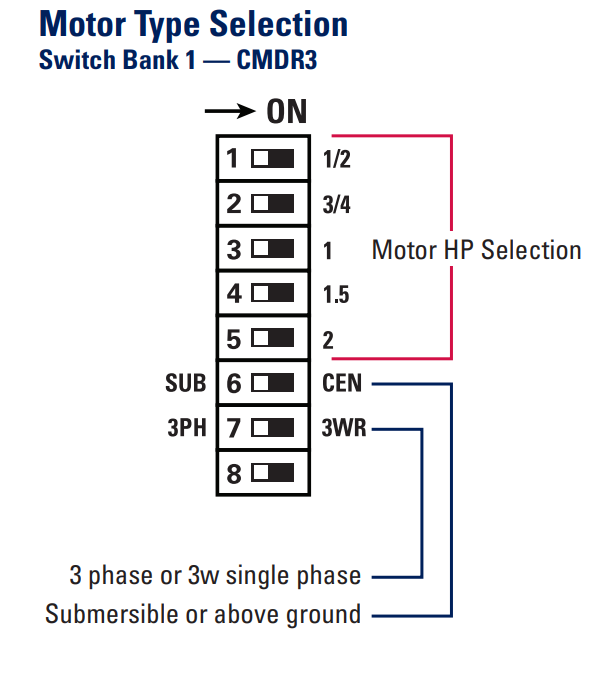 Motor Type Selection
Switch Bank 1 — CMDR3
→ ON
1 1/2
2 3/4
3 1 Motor HP Selection
4 1.5
5 2
SUB 6 CEN
3PH 7 3WR
8
3 phase or 3w single phase
Submersible or above ground